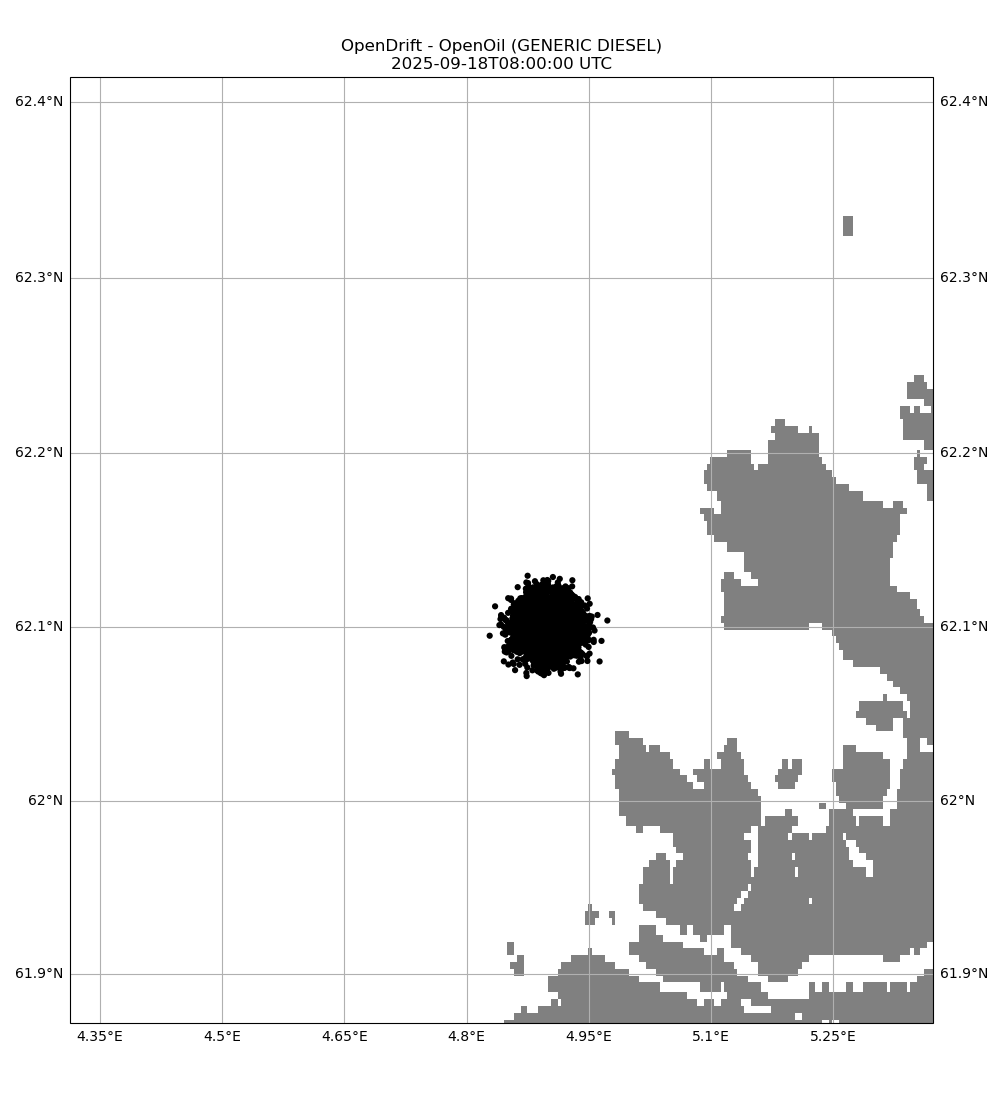 OpenDrift - OpenOil (GENERIC DIESEL)
2025-09-18T08:00:00 UTC
62.4°N 62.4°N
62.3°N 62.3°N
62.2°N 62.2°N
62.1°N 62.1°N
62°N 62°N
61.9°N 61.9°N
4.35°E 4.5°E 4.65°E 4.8°E 4.95°E 5.1°E 5.25°E